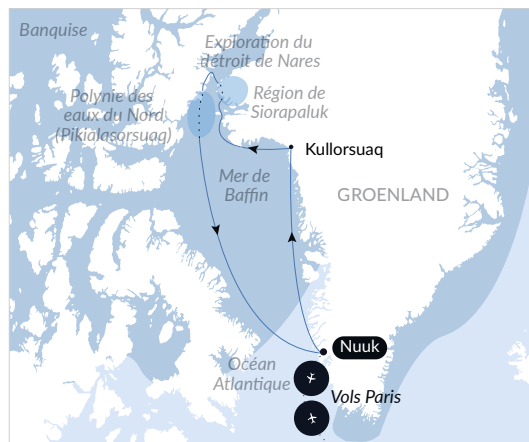 Banquise
Exploration du
détroit de Nares
Polynie des
eaux du Nord
(Pikialasorsuaq)
Région de
Siorapaluk
Kullorsuaq
Mer de
Baffin
GROENLAND
Nuuk
Océan
Atlantique
Vols Paris